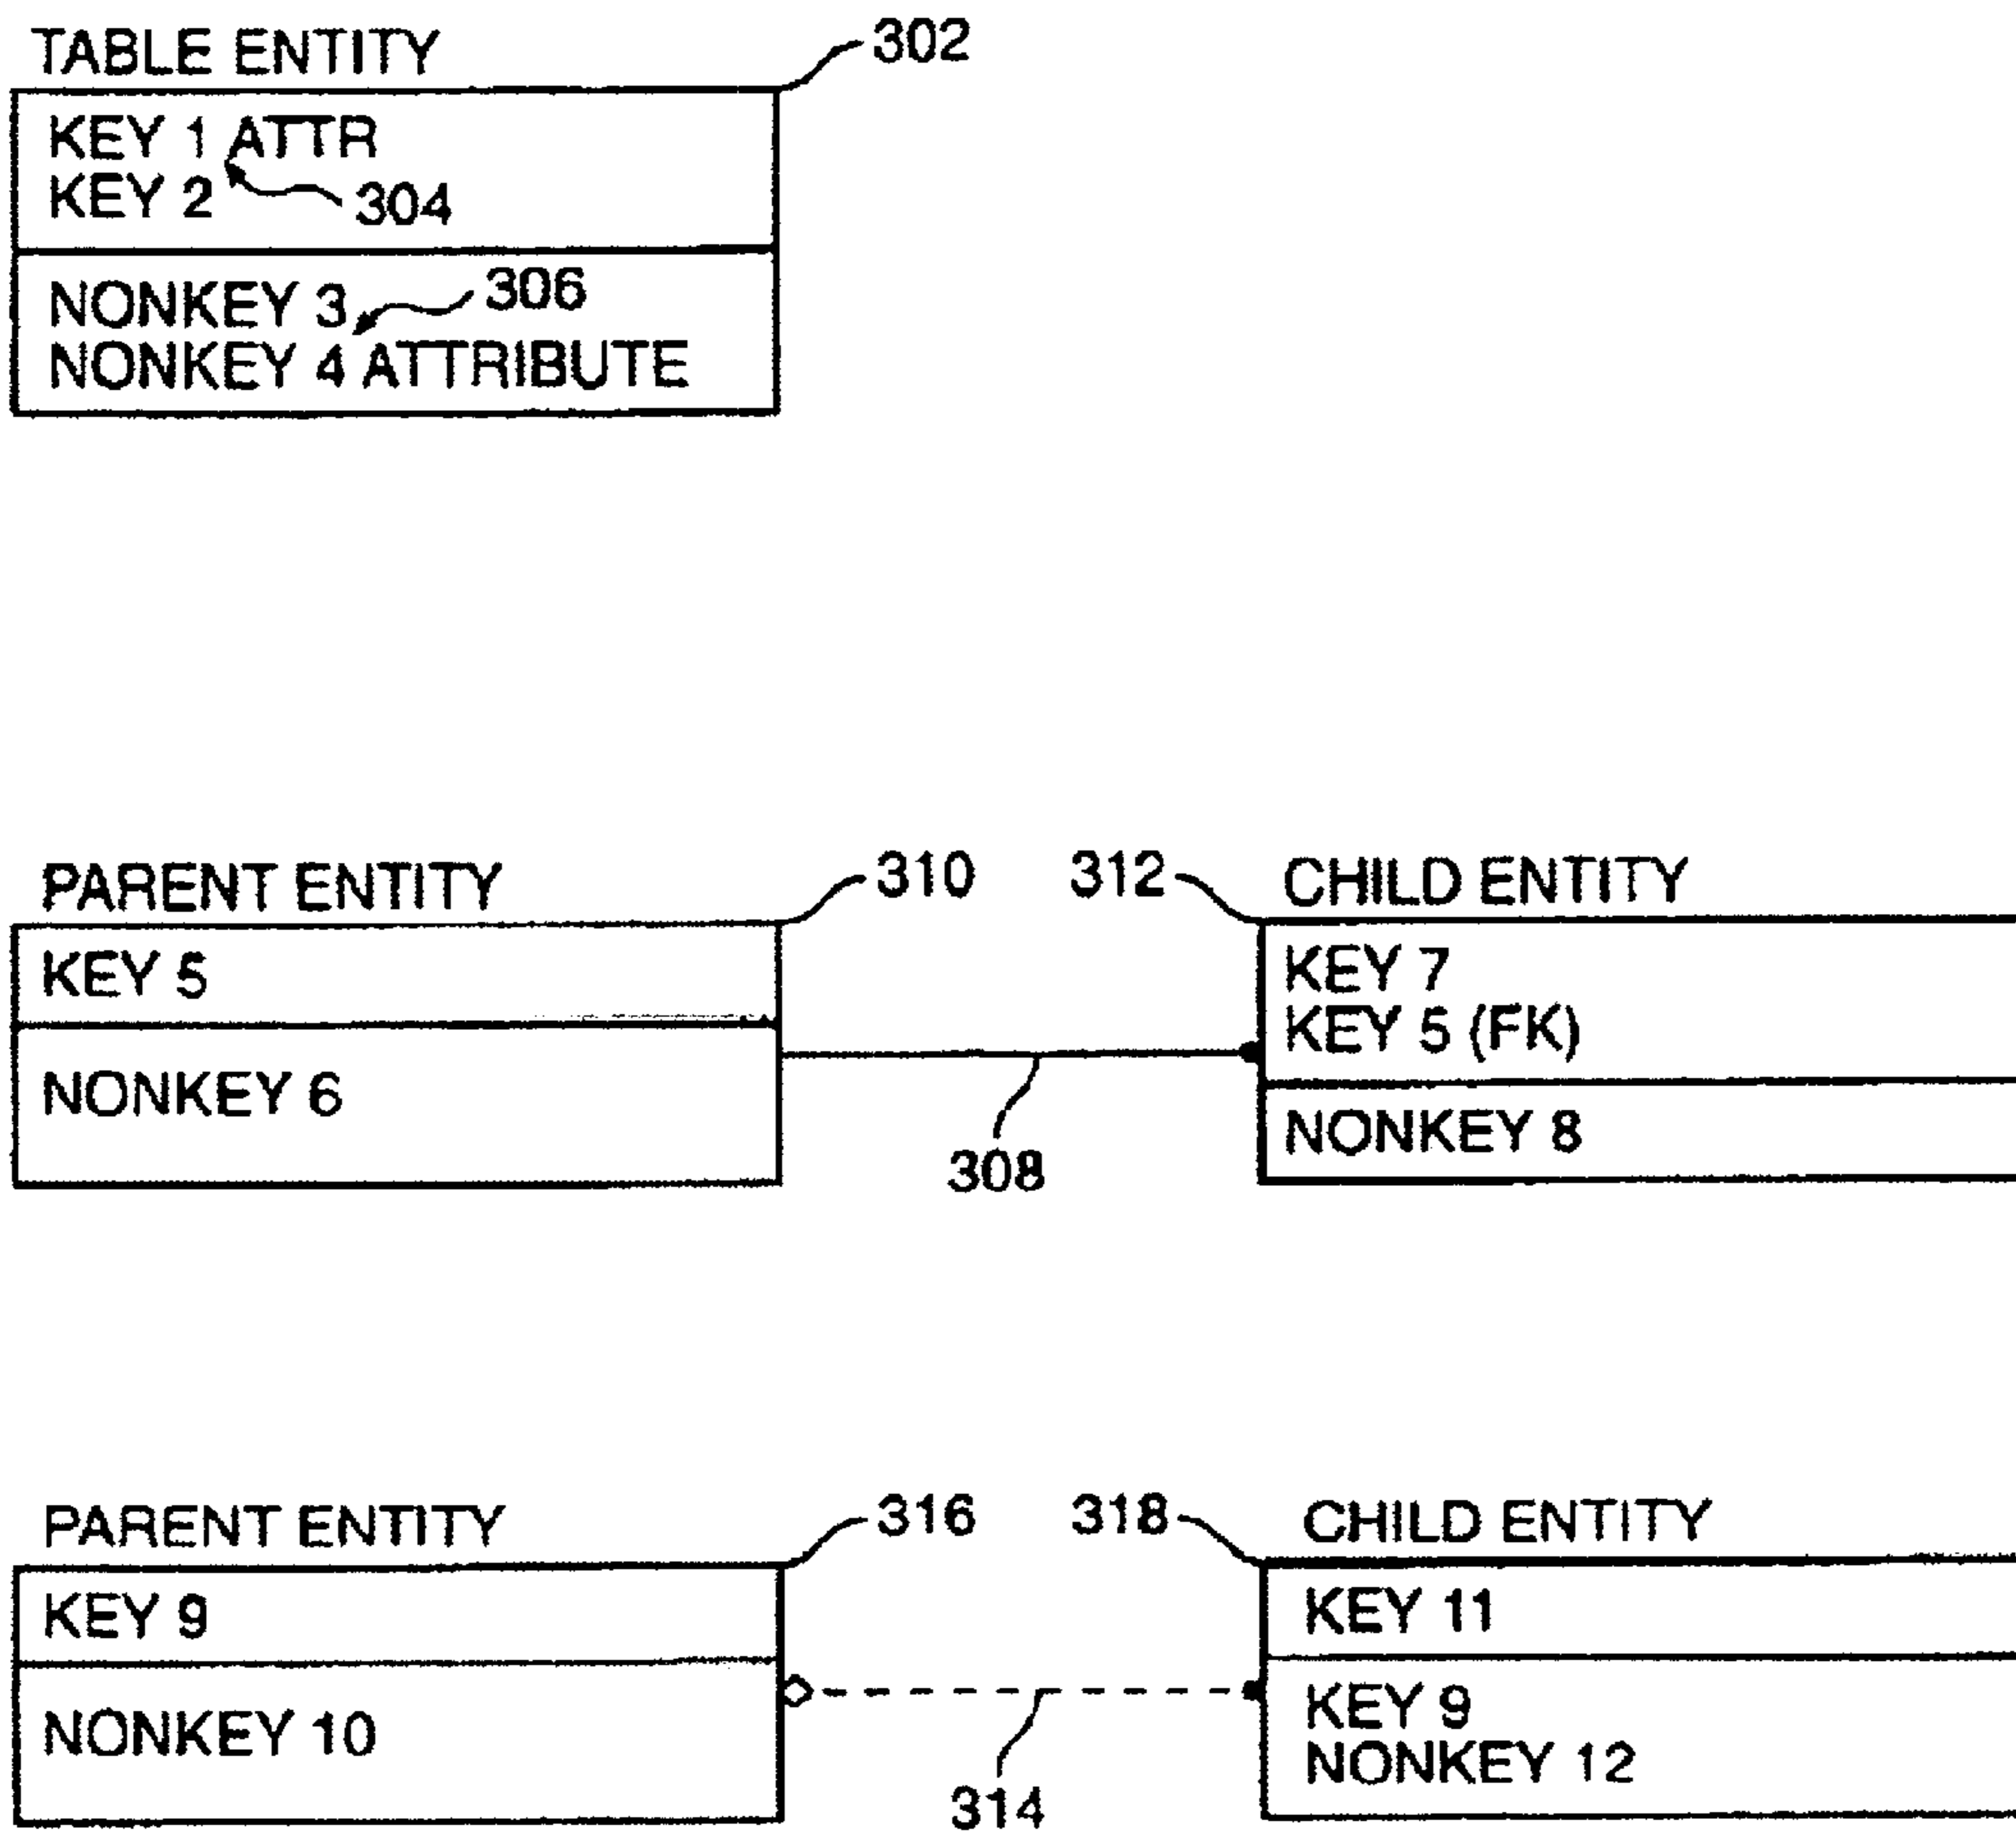 TABLE ENTITY
302
KEY 1 ATTR
KEY 2
304
NONKEY 3
306
NONKEY 4 ATTRIBUTE
PARENT ENTITY
310
KEY 5
NONKEY 6
308
312
CHILD ENTITY
KEY 7
KEY 5 (FK)
NONKEY 8
PARENT ENTITY
316
KEY 9
NONKEY 10
314
318
CHILD ENTITY
KEY 11
KEY 9
NONKEY 12